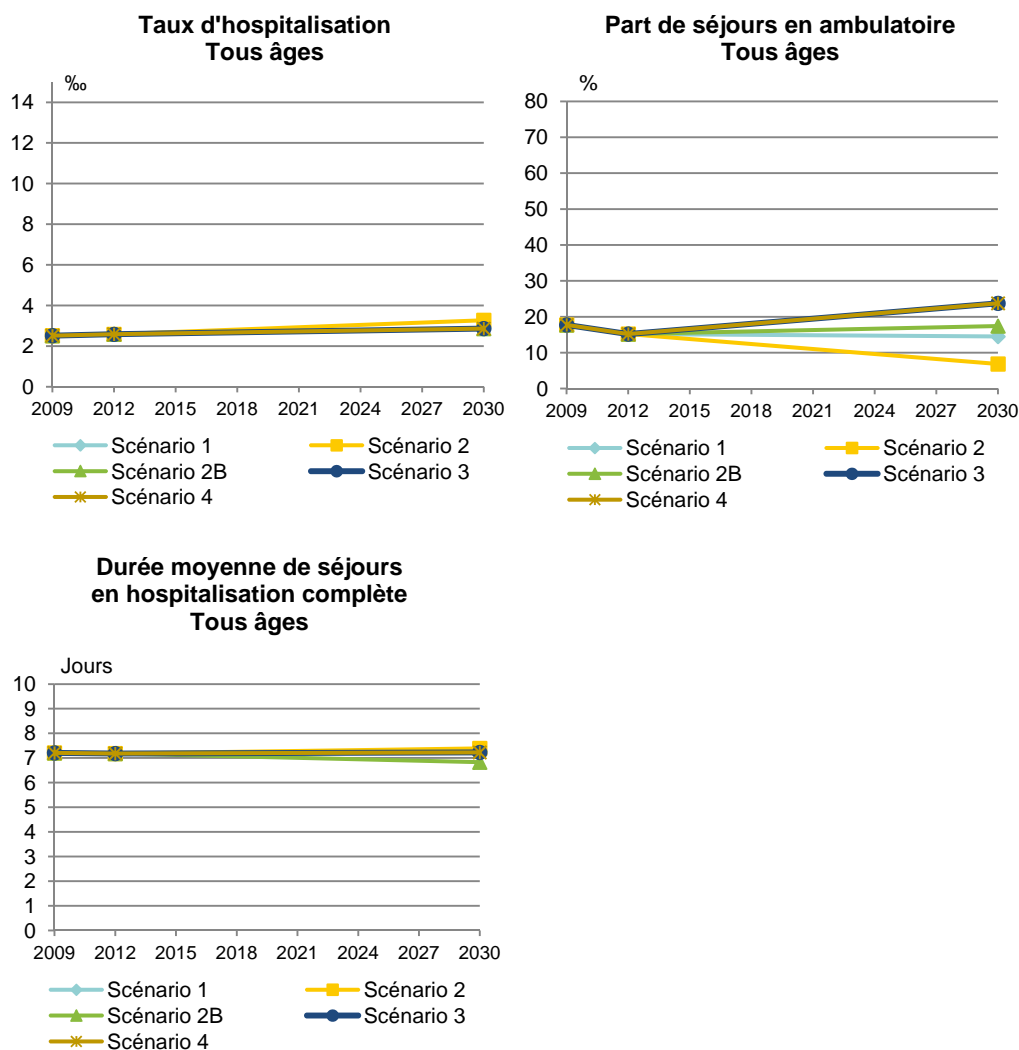 Taux d'hospitalisation
Tous âges
‰
14
12
10
8
6
4
2
0
2009 2012 2015 2018 2021 2024 2027 2030
Scénario 1 Scénario 2
Scénario 2B Scénario 3
Scénario 4
Part de séjours en ambulatoire
Tous âges
%
80
70
60
50
40
30
20
10
0
2009 2012 2015 2018 2021 2024 2027 2030
Scénario 1 Scénario 2
Scénario 2B Scénario 3
Scénario 4
Durée moyenne de séjours
en hospitalisation complète
Tous âges
Jours
10
9
8
7
6
5
4
3
2
1
0
2009 2012 2015 2018 2021 2024 2027 2030
Scénario 1 Scénario 2
Scénario 2B Scénario 3
Scénario 4